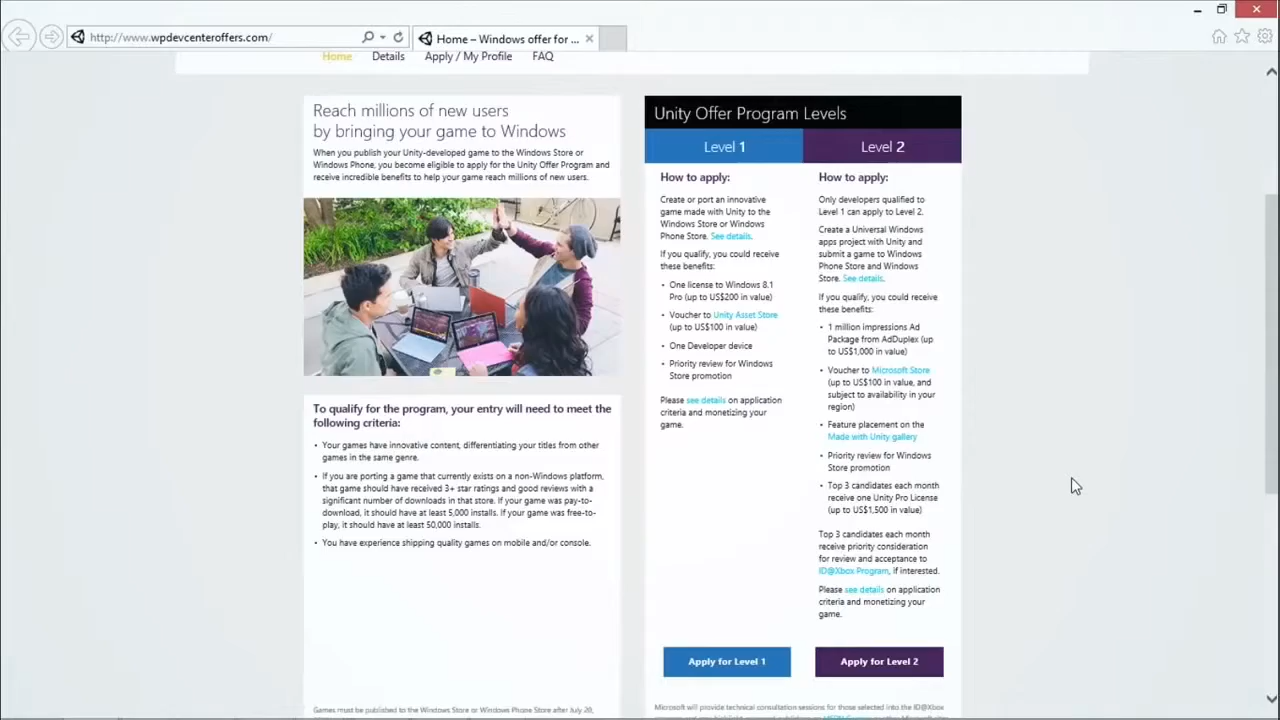 http://www.wpdevcenteroffers.com/
Home – Windows offer for ...
Home
Details
Apply / My Profile
FAQ
Reach millions of new users
by bringing your game to Windows
When you publish your Unity-developed game to the Windows Store or
Windows Phone, you become eligible to apply for the Unity Offer Program and
receive incredible benefits to help your game reach millions of new users.
To qualify for the program, your entry will need to meet the
following criteria:
• Your games have innovative content, differentiating your titles from other
games in the same genre.
• If you are porting a game that currently exists on a non-Windows platform,
that game should have received 3+ star ratings and good reviews with a
significant number of downloads in that store. If your game was pay-to-
download, it should have at least 5,000 installs. If your game was free-to-
play, it should have at least 50,000 installs.
• You have experience shipping quality games on mobile and/or console.
Games must be published to the Windows Store or Windows Phone Store after July 20,
Unity Offer Program Levels
Level 1
How to apply:
Create or port an innovative
game made with Unity to the
Windows Store or Windows
Phone Store. See details.
If you qualify, you could receive
these benefits:
• One license to Windows 8.1
Pro (up to US$200 in value)
• Voucher to Unity Asset Store
(up to US$100 in value)
• One Developer device
• Priority review for Windows
Store promotion
Please see details on application
criteria and monetizing your
game.
Apply for Level 1
Level 2
How to apply:
Only developers qualified to
Level 1 can apply to Level 2.
Create a Universal Windows
apps project with Unity and
submit a game to Windows
Phone Store and Windows
Store. See details.
If you qualify, you could receive
these benefits:
• 1 million impressions Ad
Package from AdDuplex (up
to US$1,000 in value)
• Voucher to Microsoft Store
(up to US$100 in value, and
subject to availability in your
region)
• Feature placement on the
Made with Unity gallery
• Priority review for Windows
Store promotion
• Top 3 candidates each month
receive one Unity Pro License
(up to US$1,500 in value)
Top 3 candidates each month
receive priority consideration
for review and acceptance to
ID@Xbox Program, if interested.
Please see details on application
criteria and monetizing your
game.
Apply for Level 2
Microsoft will provide technical consultation sessions for those selected into the ID@Xbox